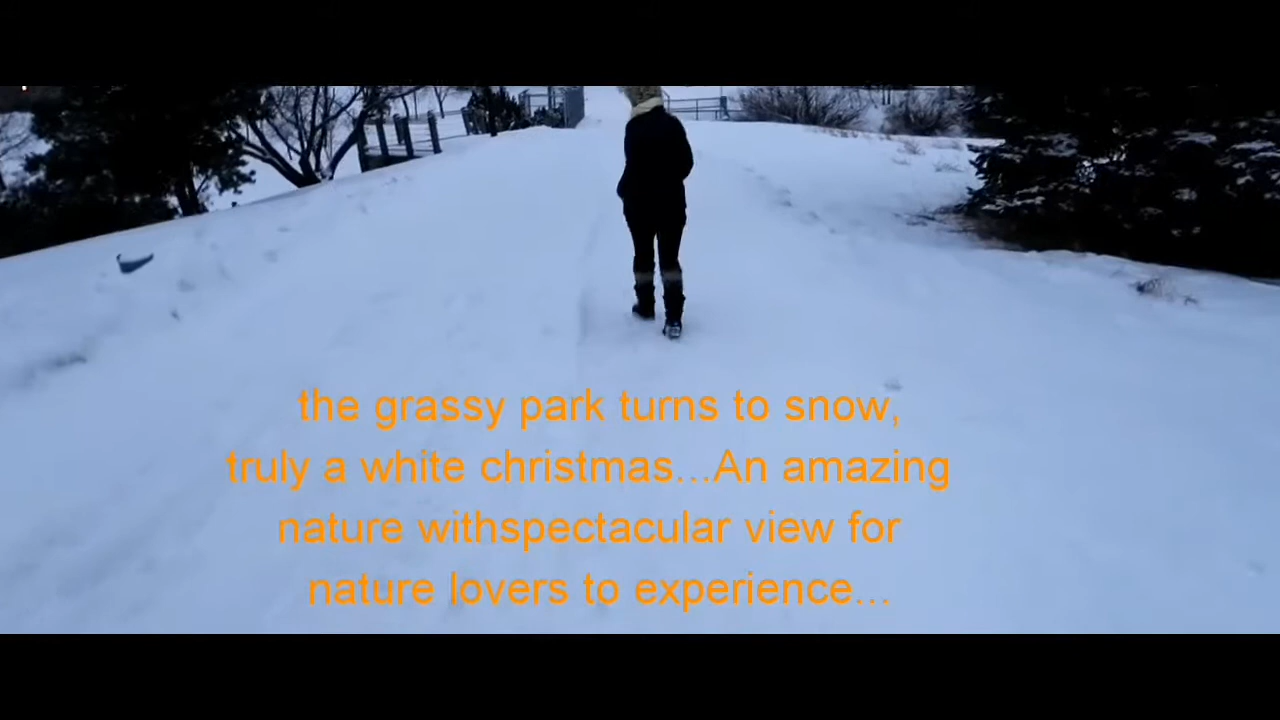 the grassy park turns to snow,
truly a white christmas...An amazing
nature withspectacular view for
nature lovers to experience...